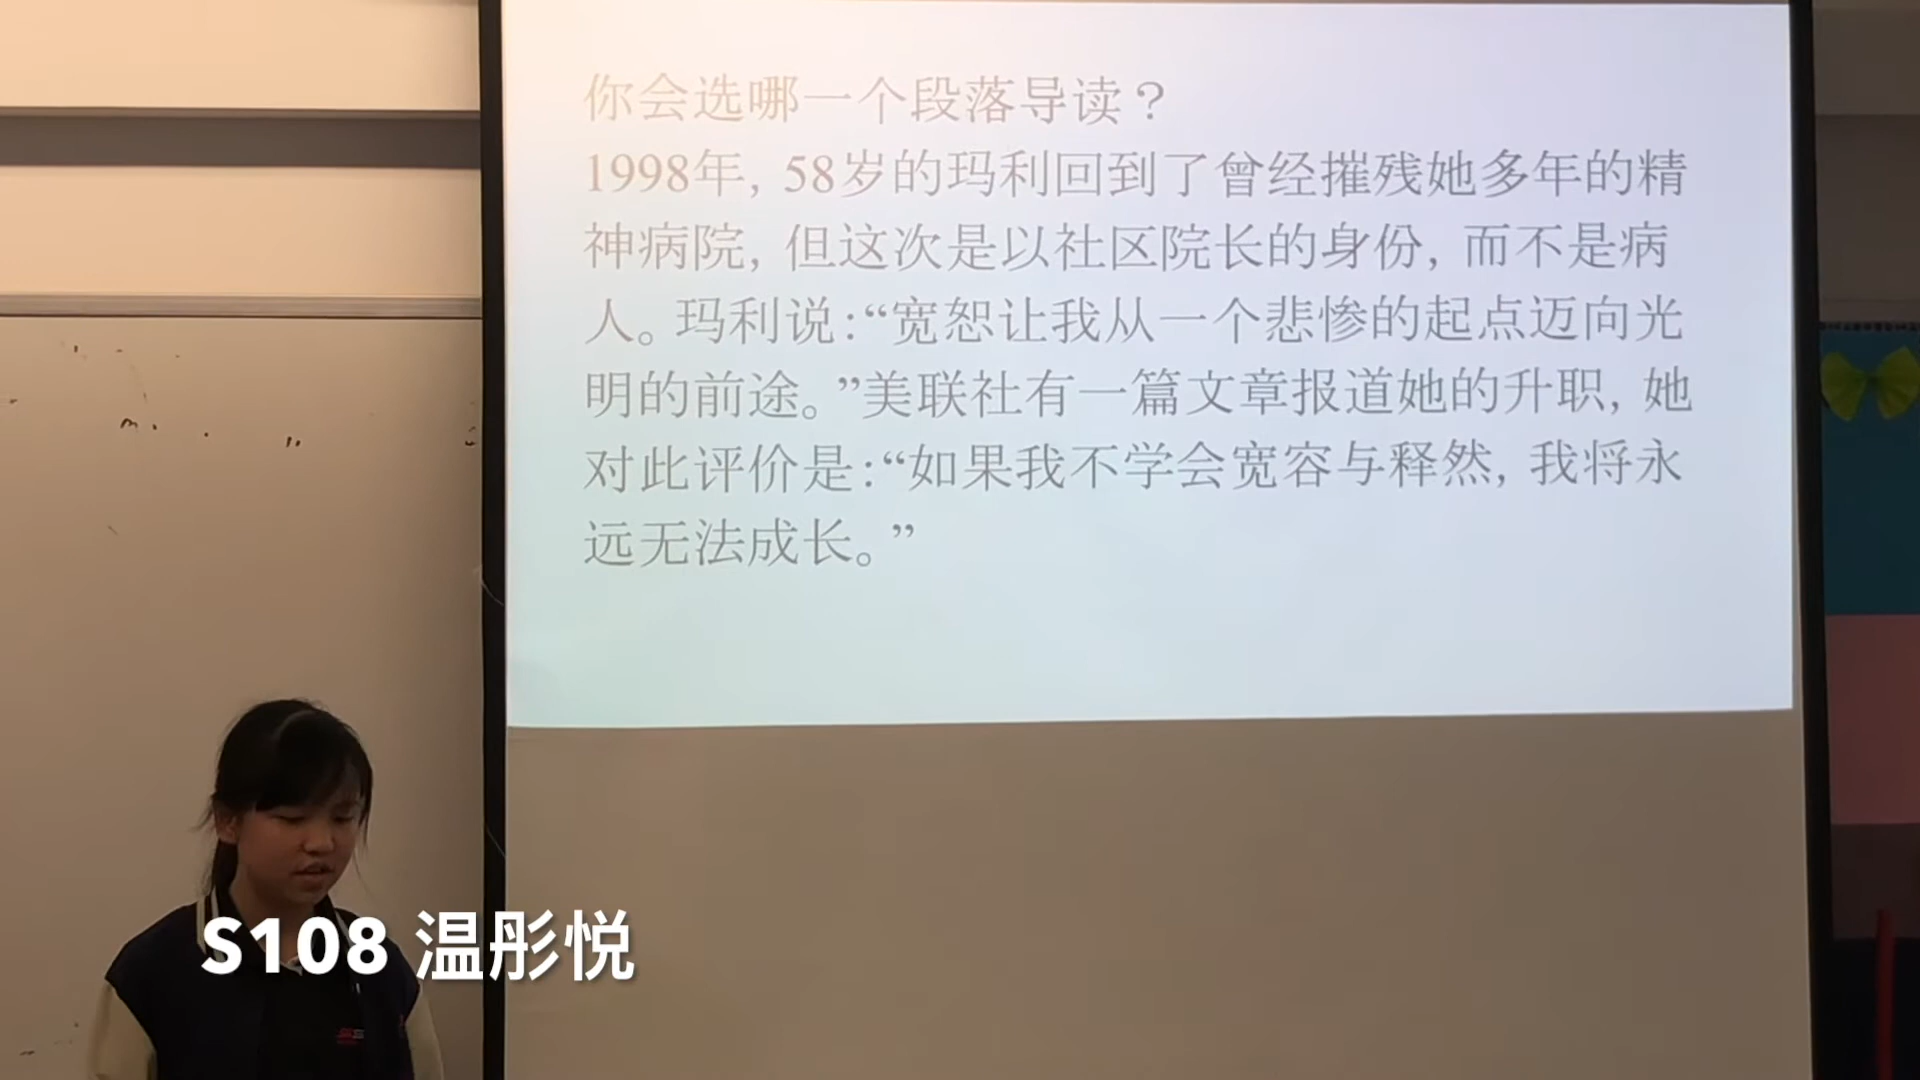 你会选哪一个段落导读？
1998年，58岁的玛利回到了曾经摧残她多年的精
神病院，但这次是以社区院长的身份，而不是病
人。玛利说：“宽恕让我从一个悲惨的起点迈向光
明的前途。”美联社有一篇文章报道她的升职，她
对此评价是：“如果我不学会宽容与释然，我将永
远无法成长。”
S108 温彤悦